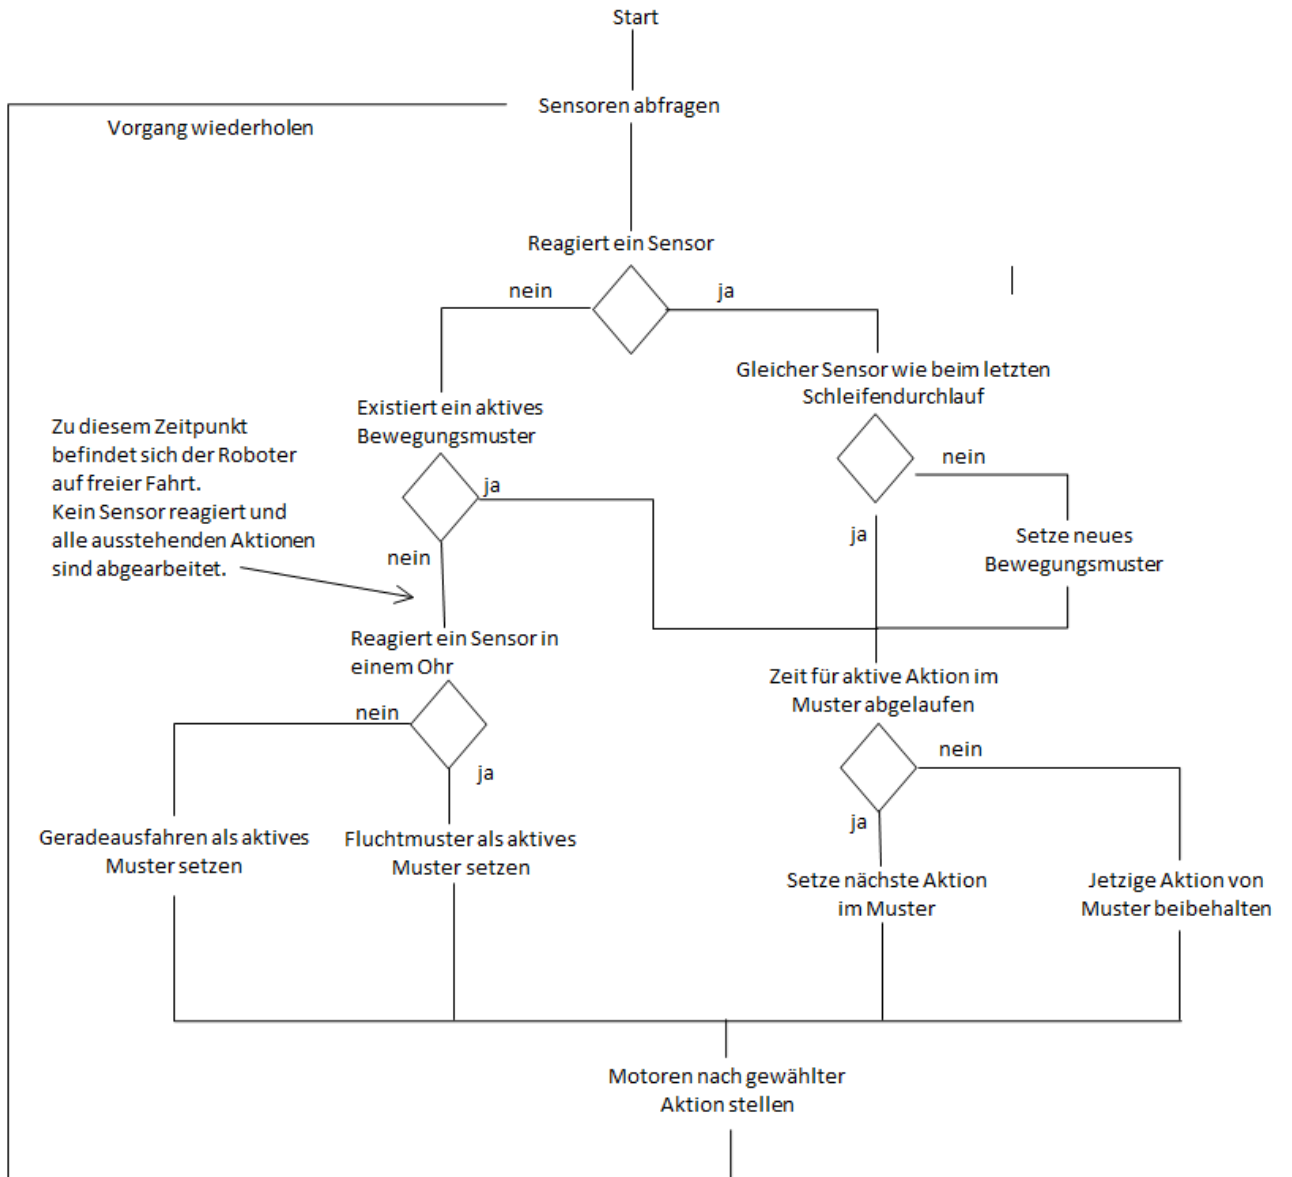 Start
Sensoren abfragen
Vorgang wiederholen
Reagiert ein Sensor
nein
ja
Gleicher Sensor wie beim letzten
Schleifendurchlauf
Existiert ein aktives
Bewegungsmuster
Zu diesem Zeitpunkt
befindet sich der Roboter
auf freier Fahrt.
Kein Sensor reagiert und
alle ausstehenden Aktionen
sind abgearbeitet.
ja
nein
nein
ja
Setze neues
Bewegungsmuster
Reagiert ein Sensor in
einem Ohr
Zeit für aktive Aktion im
Muster abgelaufen
nein
ja
nein
ja
Geradeausfahren als aktives
Muster setzen
Fluchtmuster als aktives
Muster setzen
Setze nächste Aktion
im Muster
Jetzige Aktion von
Muster beibehalten
Motoren nach gewählter
Aktion stellen